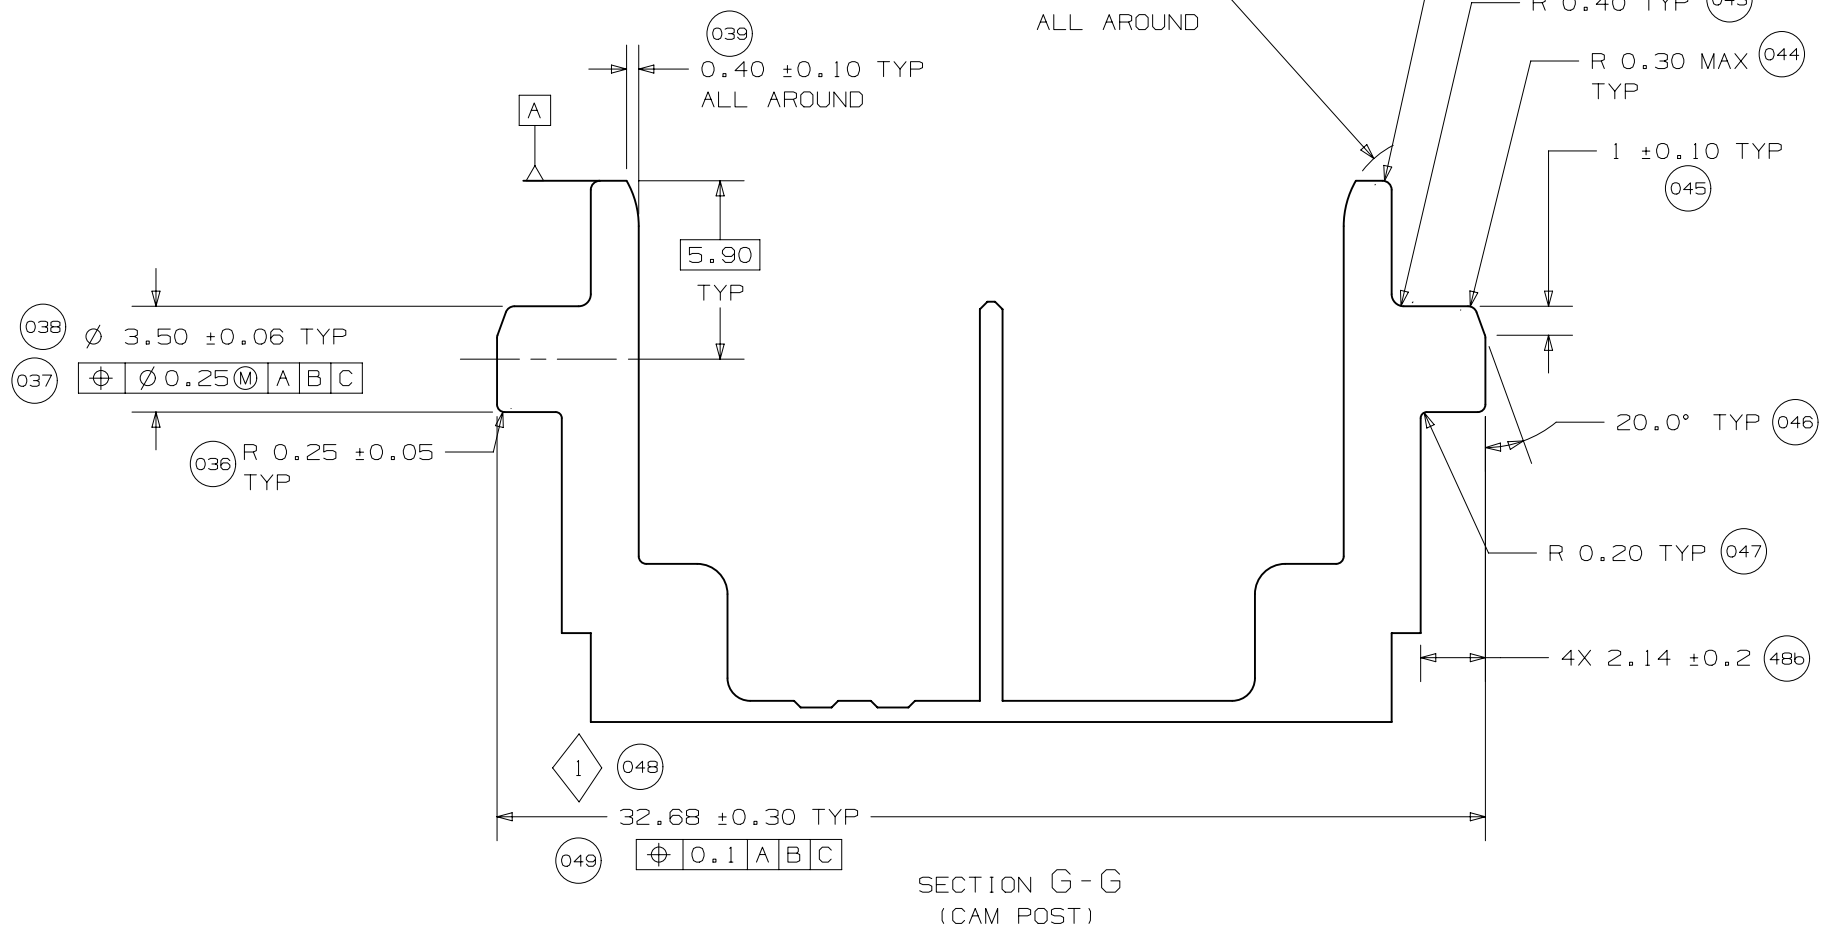 ALL AROUND
R 0.40 TYP 043
039
0.40 ±0.10 TYP
ALL AROUND
R 0.30 MAX 044
TYP
A
1 ±0.10 TYP
045
5.90
TYP
038 Ø 3.50 ±0.06 TYP
037 ⌖ Ø 0.25Ⓜ A B C
036 R 0.25 ±0.05
TYP
20.0° TYP 046
R 0.20 TYP 047
4X 2.14 ±0.2 48b
1 048
32.68 ±0.30 TYP
049 ⌖ 0.1 A B C
SECTION G-G
(CAM POST)